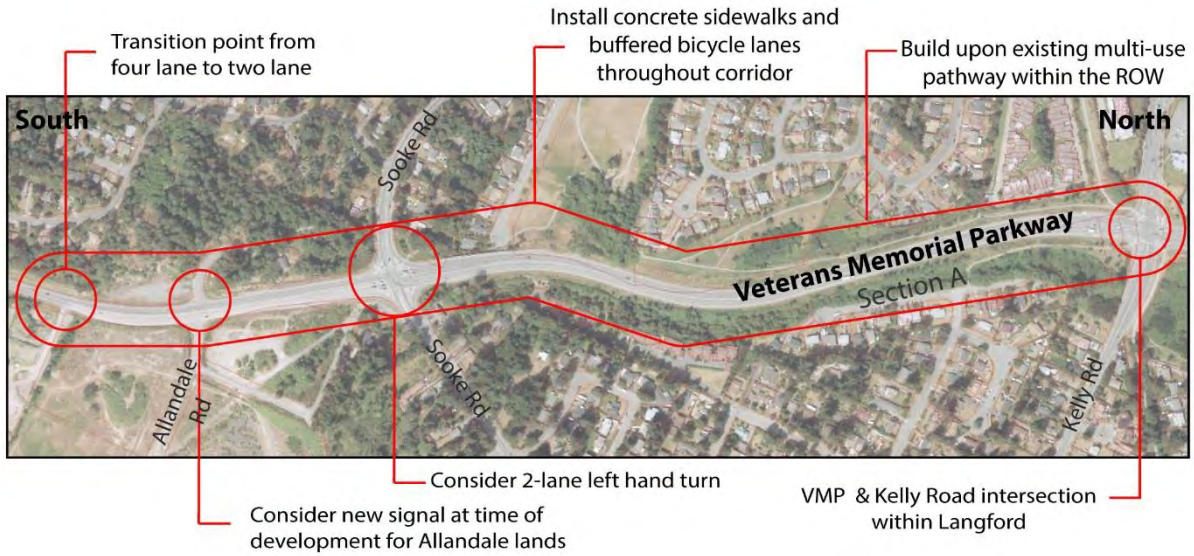 Transition point from
four lane to two lane
Install concrete sidewalks and
buffered bicycle lanes
throughout corridor
Build upon existing multi-use
pathway within the ROW
South
North
Sooke Rd
Veterans Memorial Parkway
Section A
Allandale
Rd
Sooke Rd
Kelly Rd
Consider 2-lane left hand turn
Consider new signal at time of
development for Allandale lands
VMP & Kelly Road intersection
within Langford